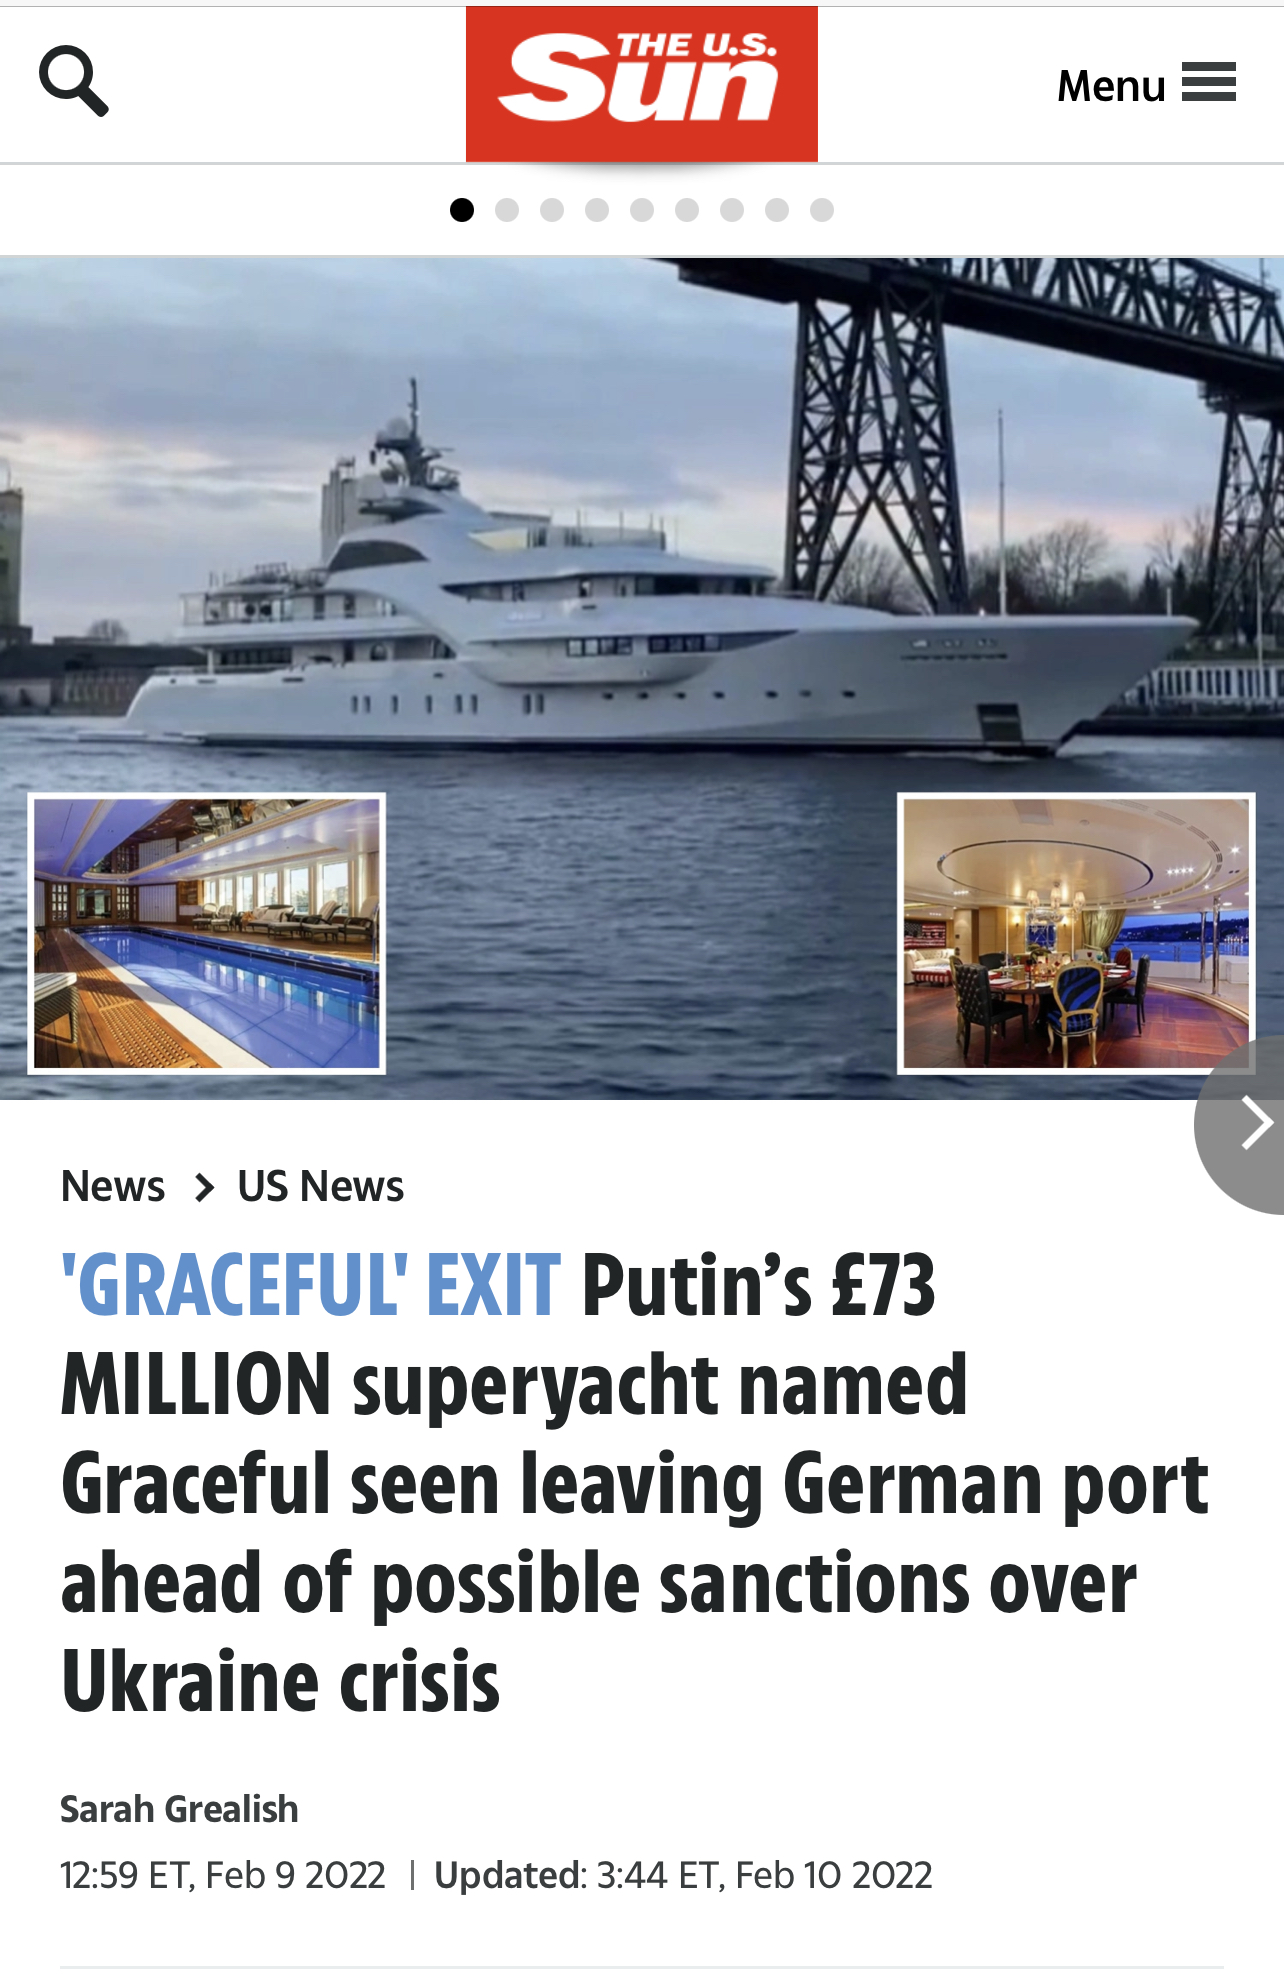 THE U.S.
Sun
Menu
News > US News
'GRACEFUL' EXIT Putin’s £73
MILLION superyacht named
Graceful seen leaving German port
ahead of possible sanctions over
Ukraine crisis
Sarah Grealish
12:59 ET, Feb 9 2022 | Updated: 3:44 ET, Feb 10 2022